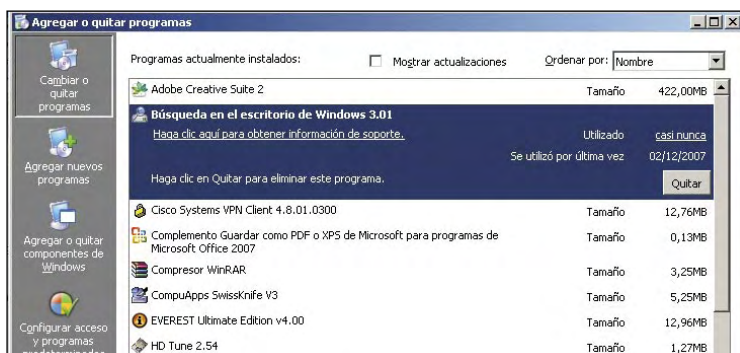 Agregar o quitar programas
Cambiar o
quitar
programas
Agregar nuevos
programas
Agregar o quitar
componentes de
Windows
Configurar acceso
y programas
predeterminados
Programas actualmente instalados:
Mostrar actualizaciones
Ordenar por: Nombre
Adobe Creative Suite 2 Tamaño 422,00MB
Búsqueda en el escritorio de Windows 3.01
Haga clic aquí para obtener información de soporte. Utilizado casi nunca
Se utilizó por última vez 02/12/2007
Haga clic en Quitar para eliminar este programa. Quitar
Cisco Systems VPN Client 4.8.01.0300 Tamaño 12,76MB
Complemento Guardar como PDF o XPS de Microsoft para programas de Tamaño 0,13MB
Microsoft Office 2007
Compresor WinRAR Tamaño 3,25MB
CompuApps SwissKnife V3 Tamaño 5,25MB
EVEREST Ultimate Edition v4.00 Tamaño 12,96MB
HD Tune 2.54 Tamaño 1,27MB